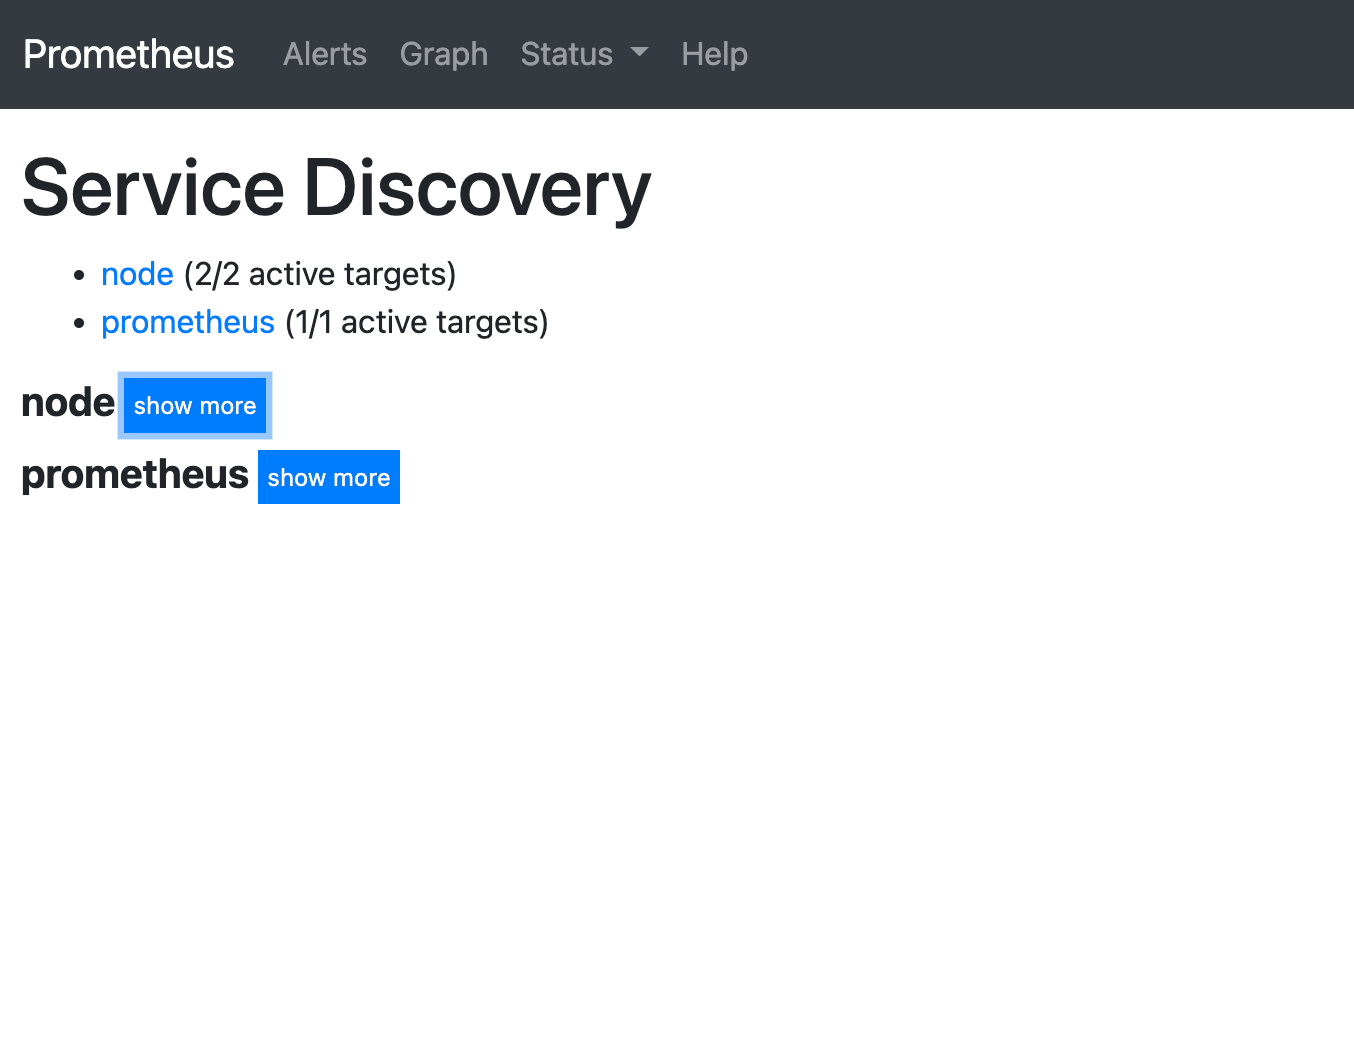 Prometheus Alerts Graph Status Help
Service Discovery
node (2/2 active targets)
prometheus (1/1 active targets)
node show more
prometheus show more